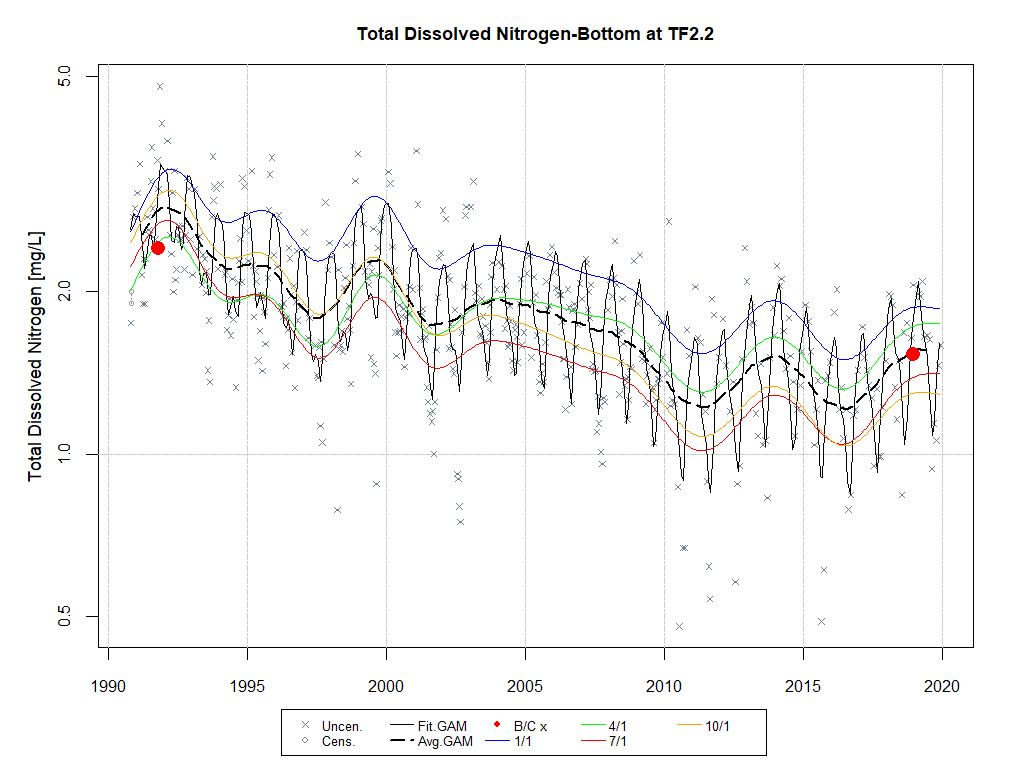 Total Dissolved Nitrogen-Bottom at TF2.2
Total Dissolved Nitrogen [mg/L]
5.0
2.0
1.0
0.5
1990 1995 2000 2005 2010 2015 2020
Uncen. Fit.GAM B/C x 4/1 10/1
Cens. Avg.GAM 1/1 7/1